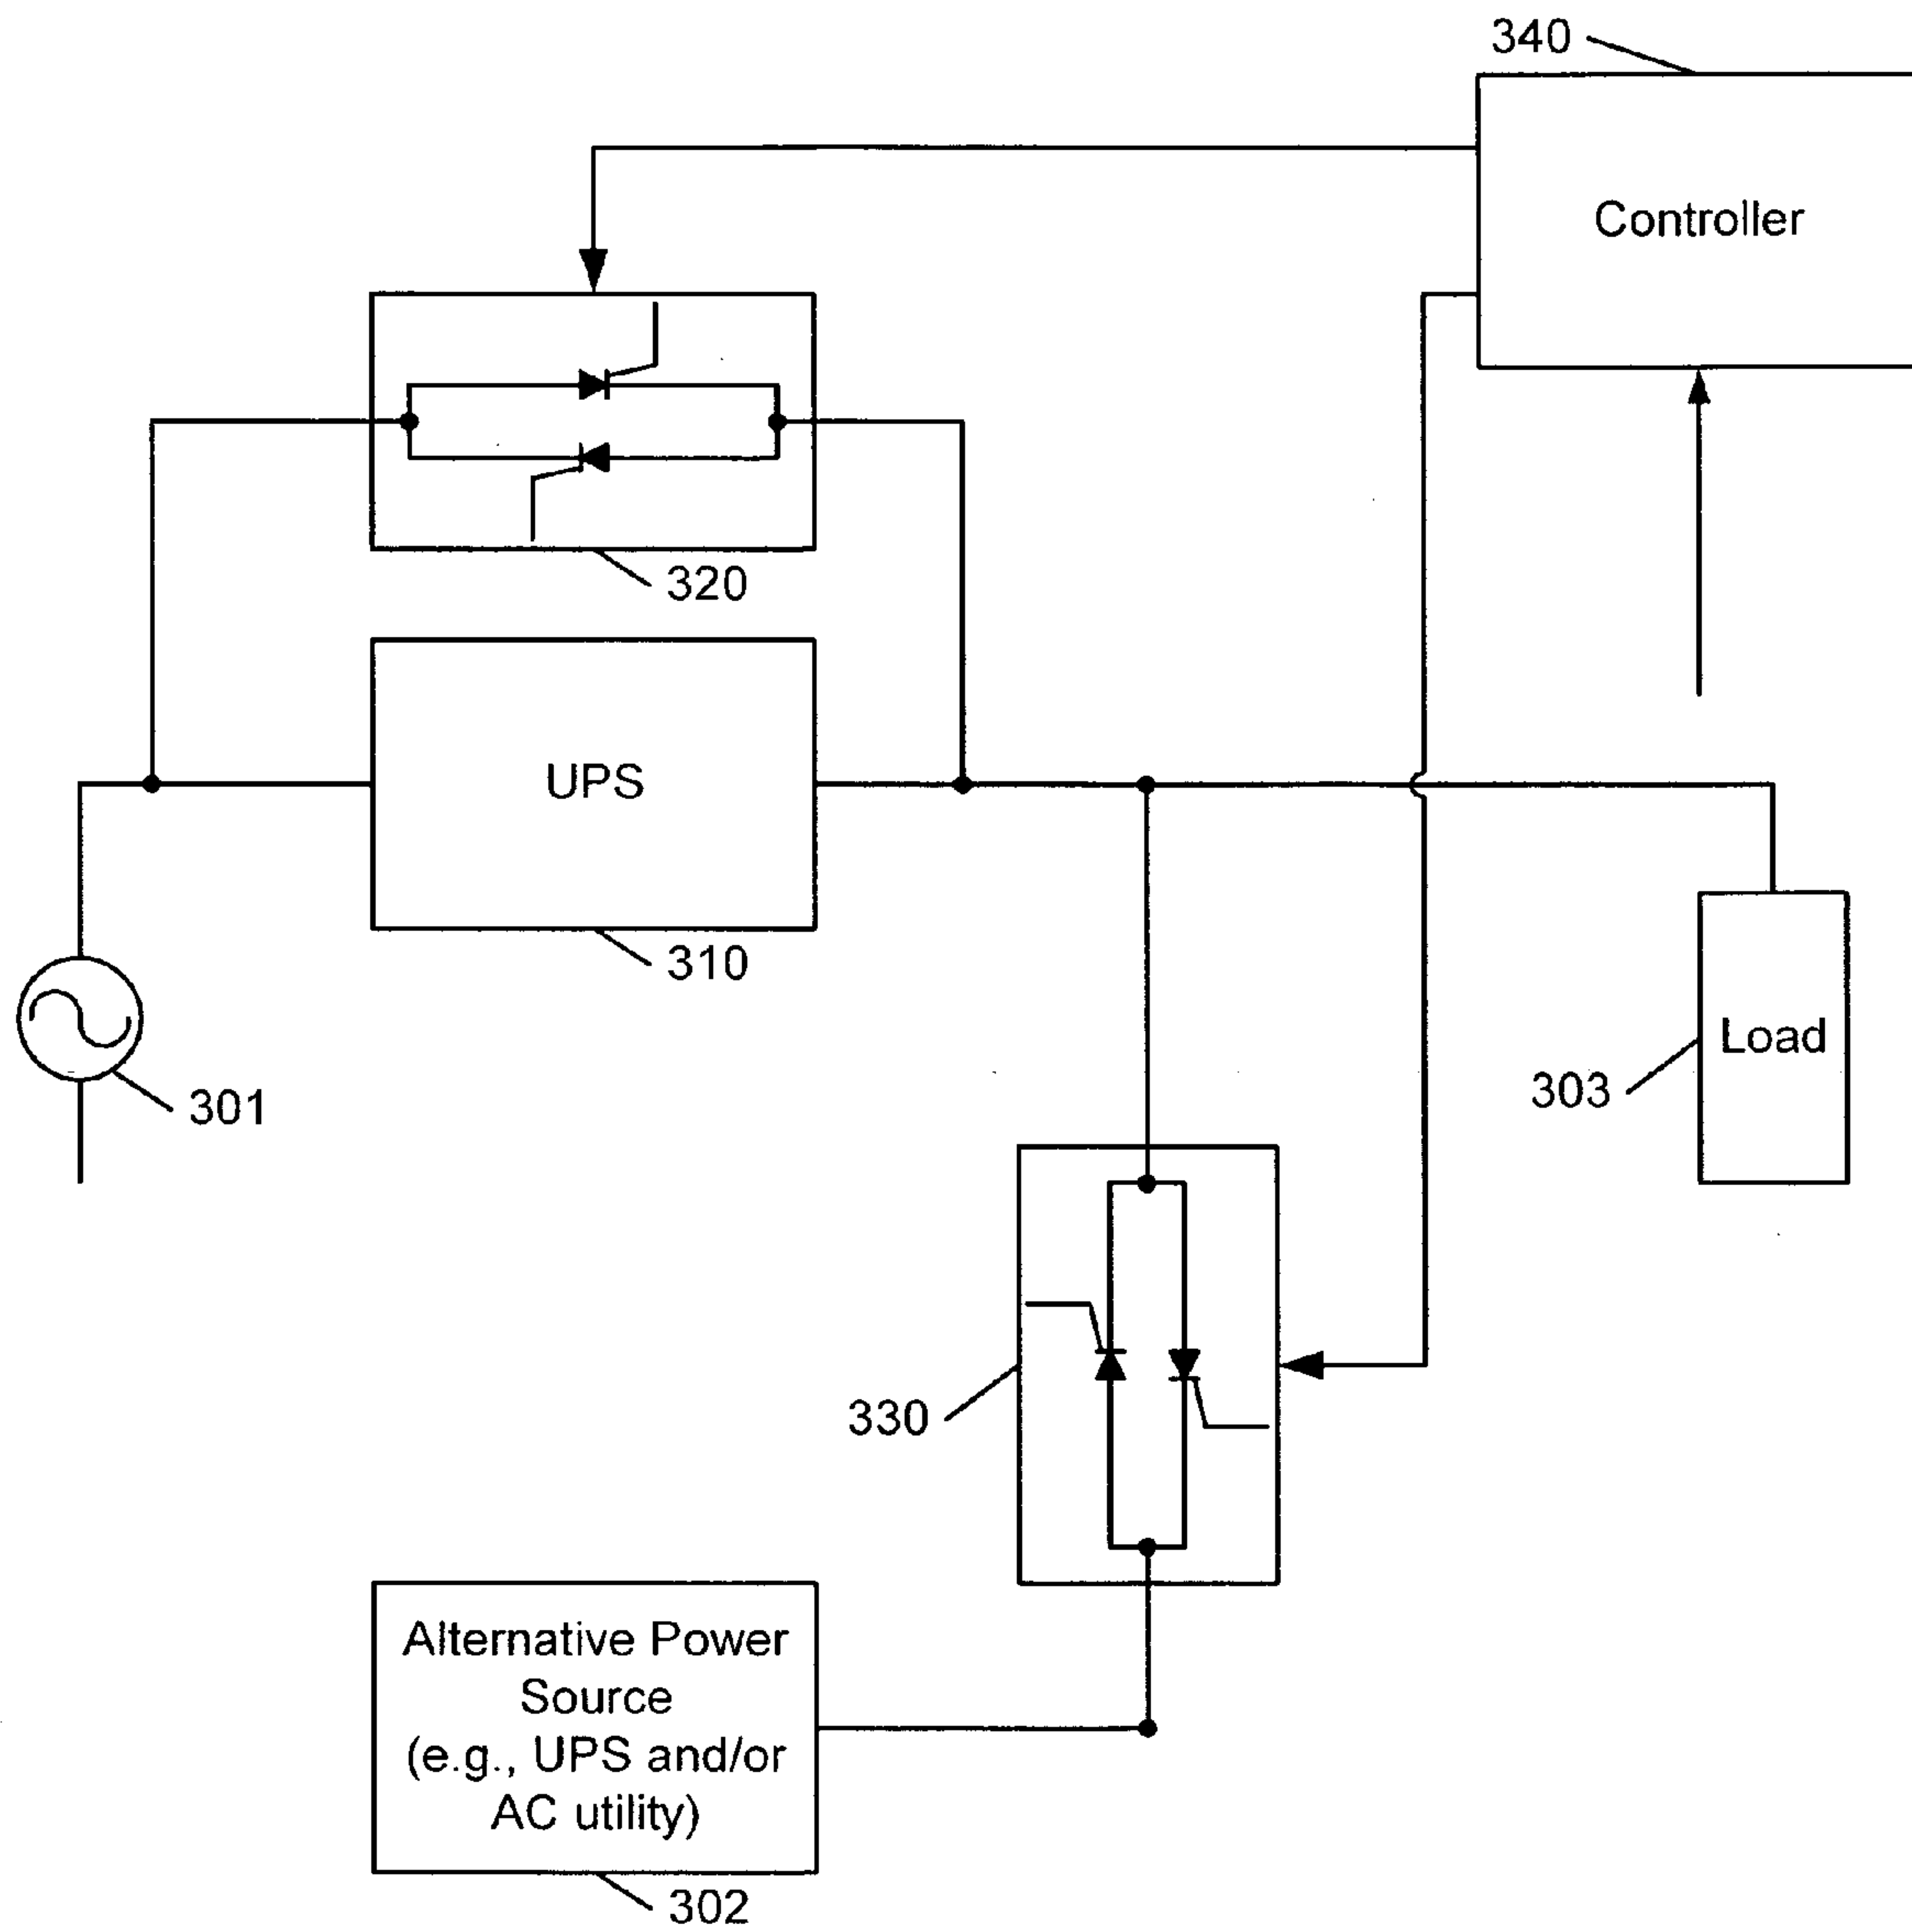 340
Controller
320
UPS
310
301
Load
303
330
Alternative Power
Source
(e.g., UPS and/or
AC utility)
302